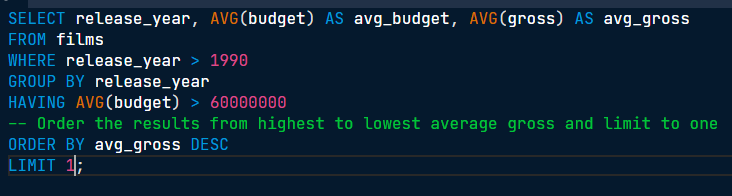 SELECT release_year, AVG(budget) AS avg_budget, AVG(gross) AS avg_gross
FROM films
WHERE release_year > 1990
GROUP BY release_year
HAVING AVG(budget) > 60000000
-- Order the results from highest to lowest average gross and limit to one
ORDER BY avg_gross DESC
LIMIT 1;